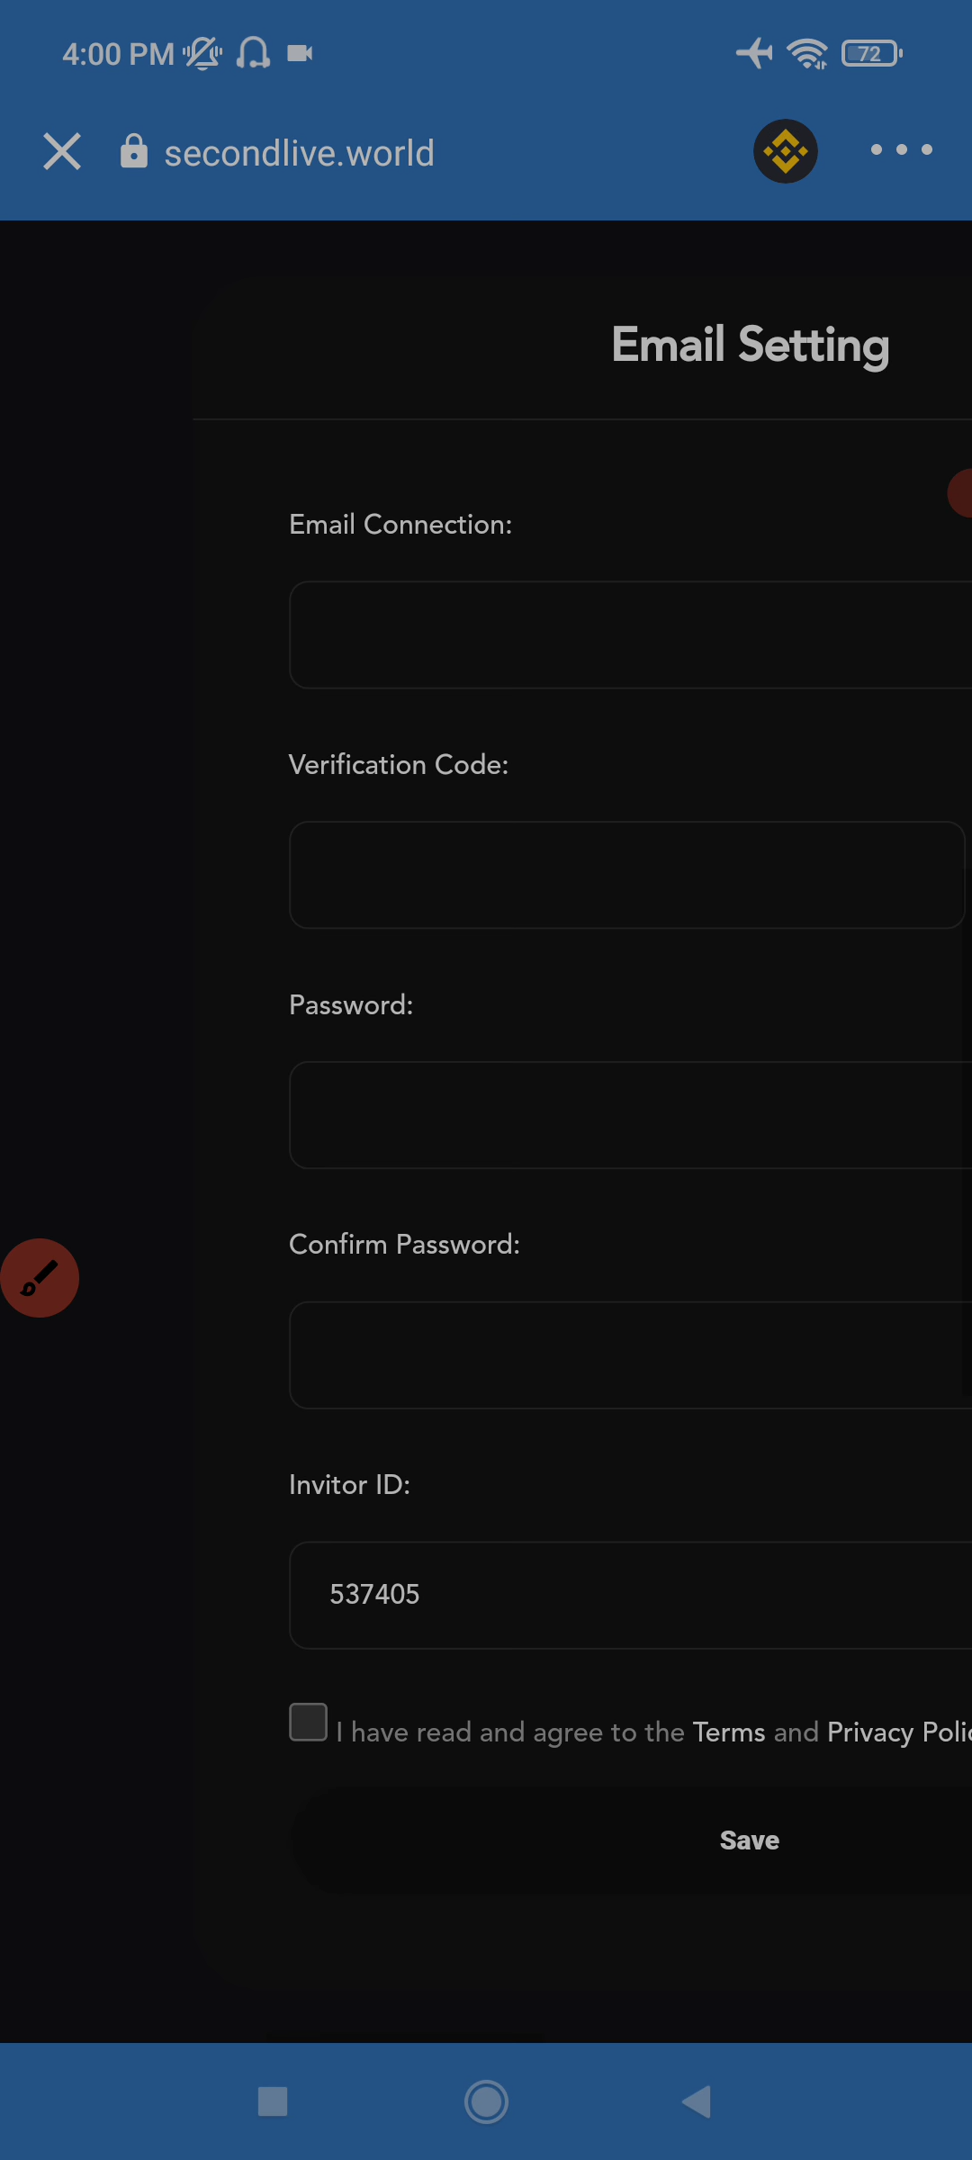 4:00 PM
72
secondlive.world
Email Setting
Email Connection:
Verification Code:
Password:
Confirm Password:
Invitor ID:
537405
I have read and agree to the Terms and Privacy
Save